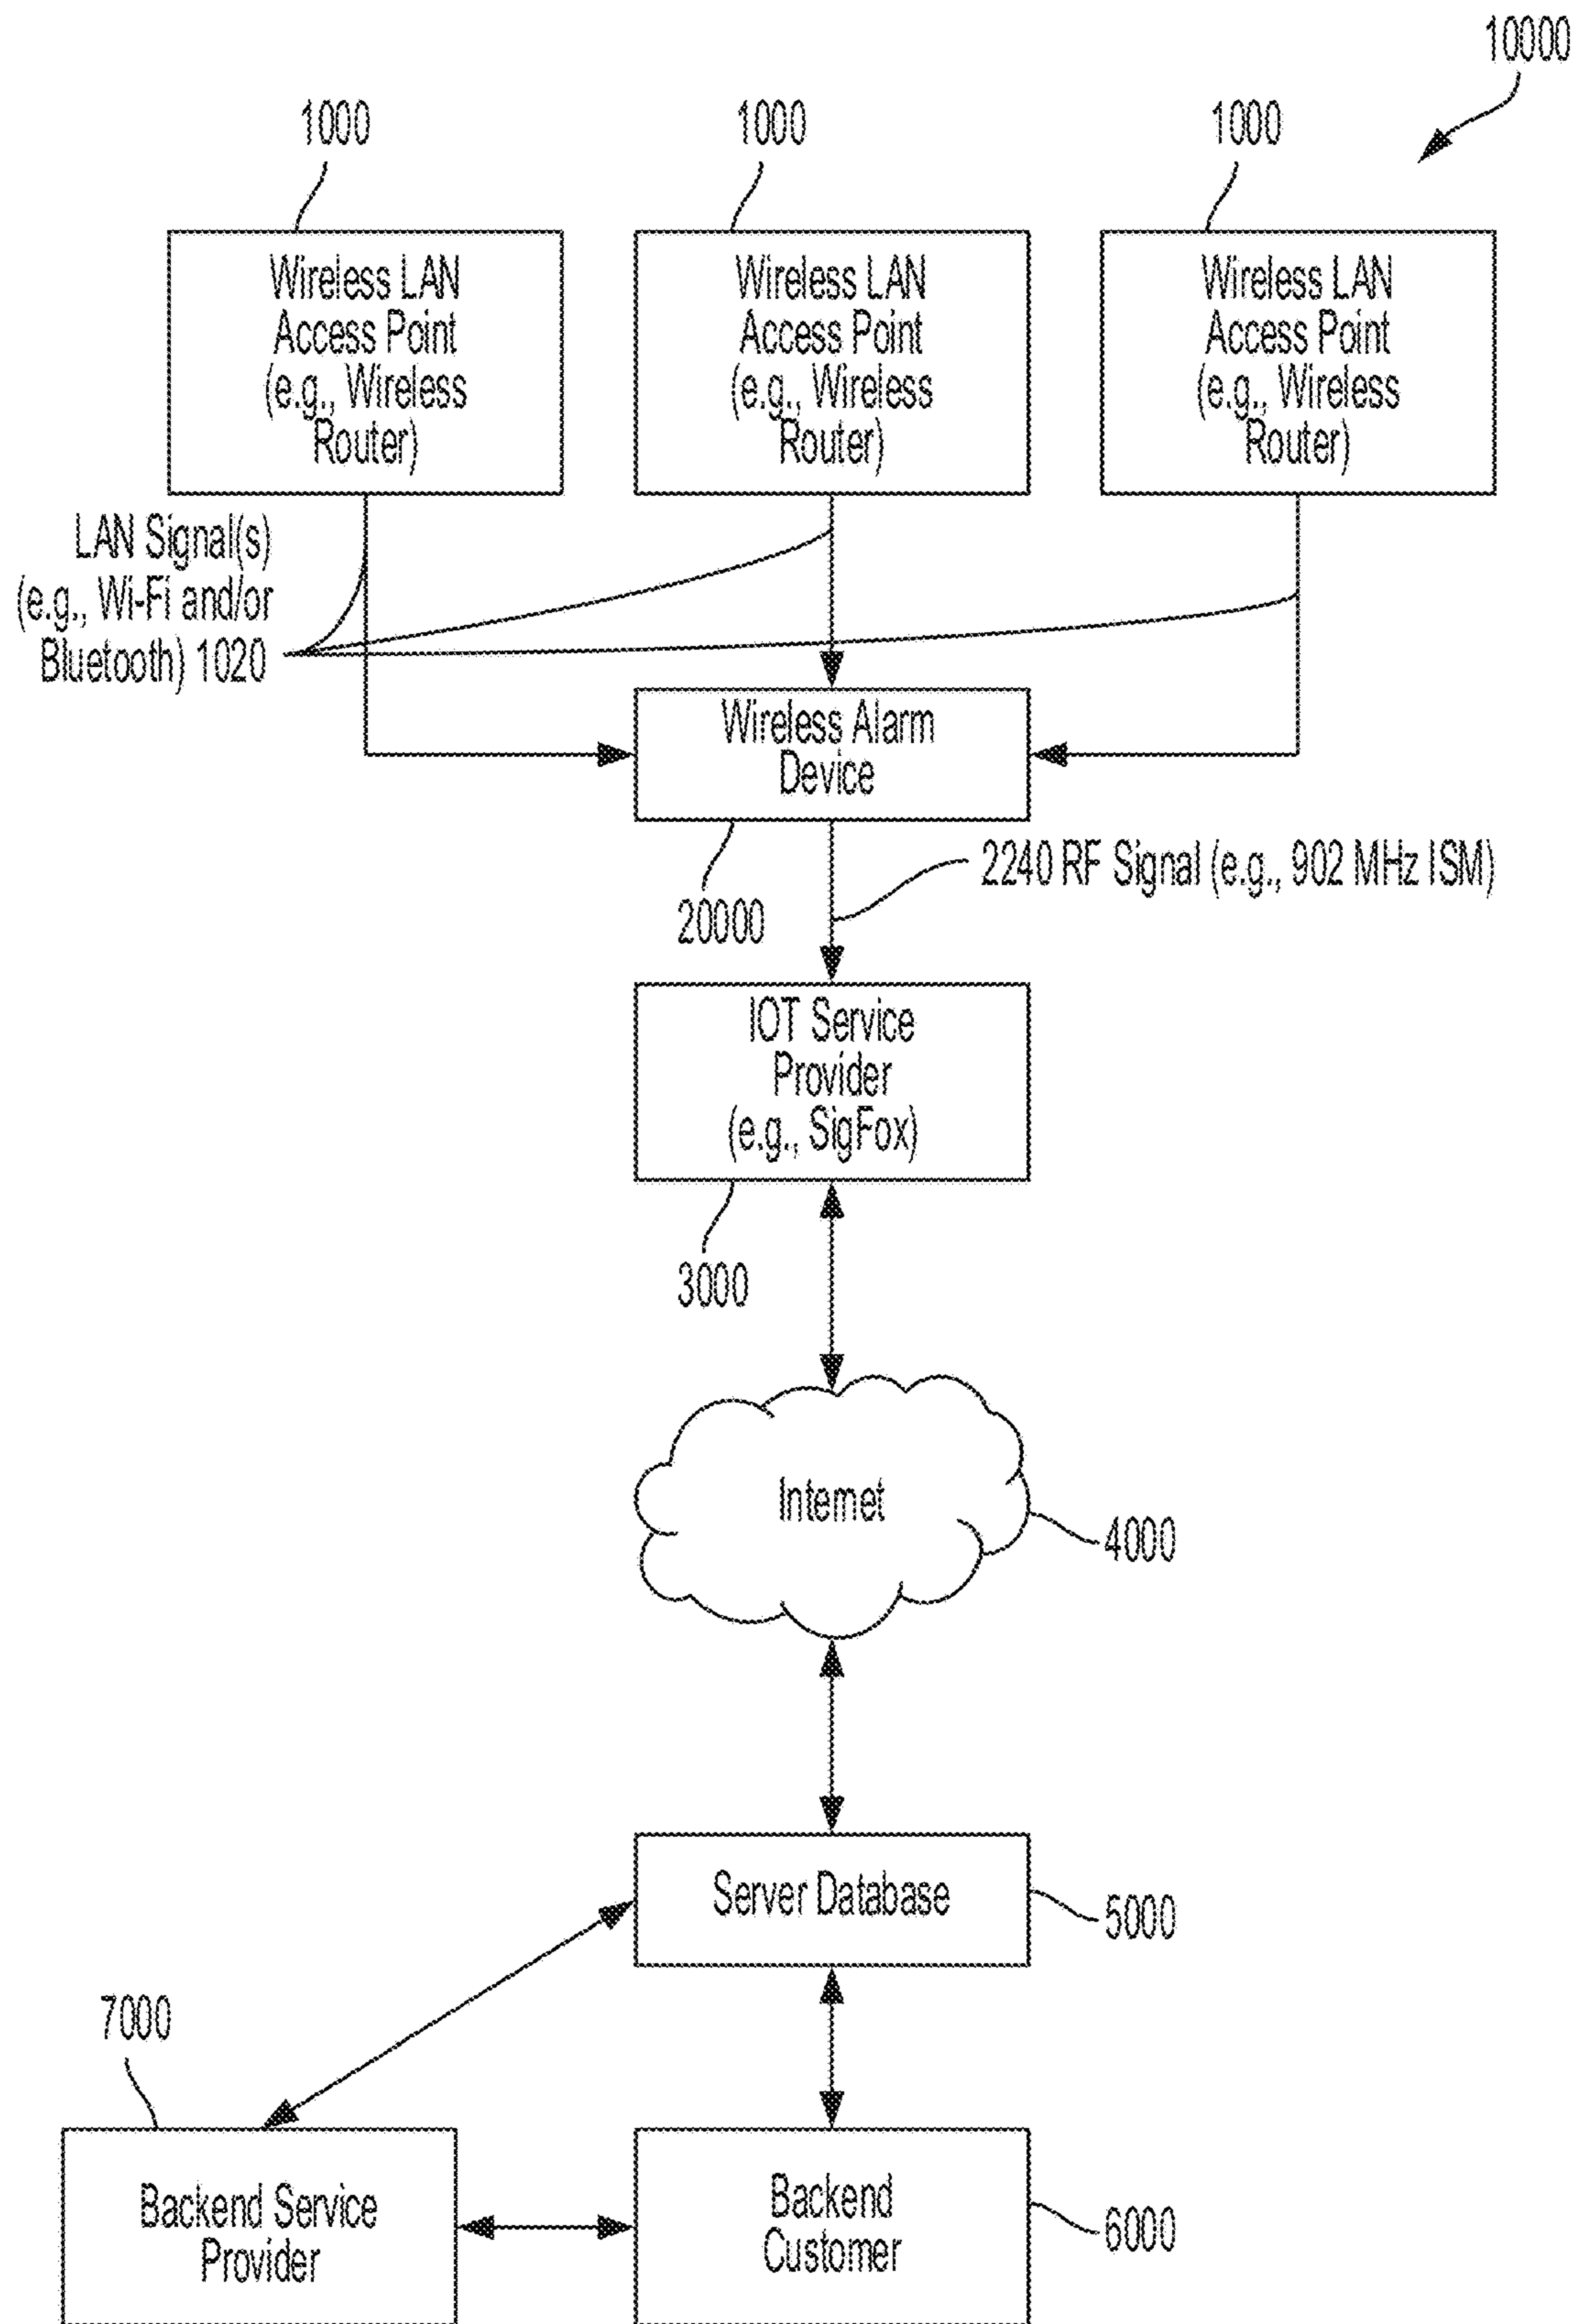 10000
1000
1000
1000
Wireless LAN
Access Point
(e.g., Wireless
Router)
Wireless LAN
Access Point
(e.g., Wireless
Router)
Wireless LAN
Access Point
(e.g., Wireless
Router)
LAN Signal(s)
(e.g., Wi-Fi and/or
Bluetooth) 1020
Wireless Alarm
Device
2240 RF Signal (e.g., 902 MHz ISM)
20000
IOT Service
Provider
(e.g., SigFox)
3000
Internet
4000
Server Database
5000
7000
Backend Service
Provider
Backend
Customer
6000